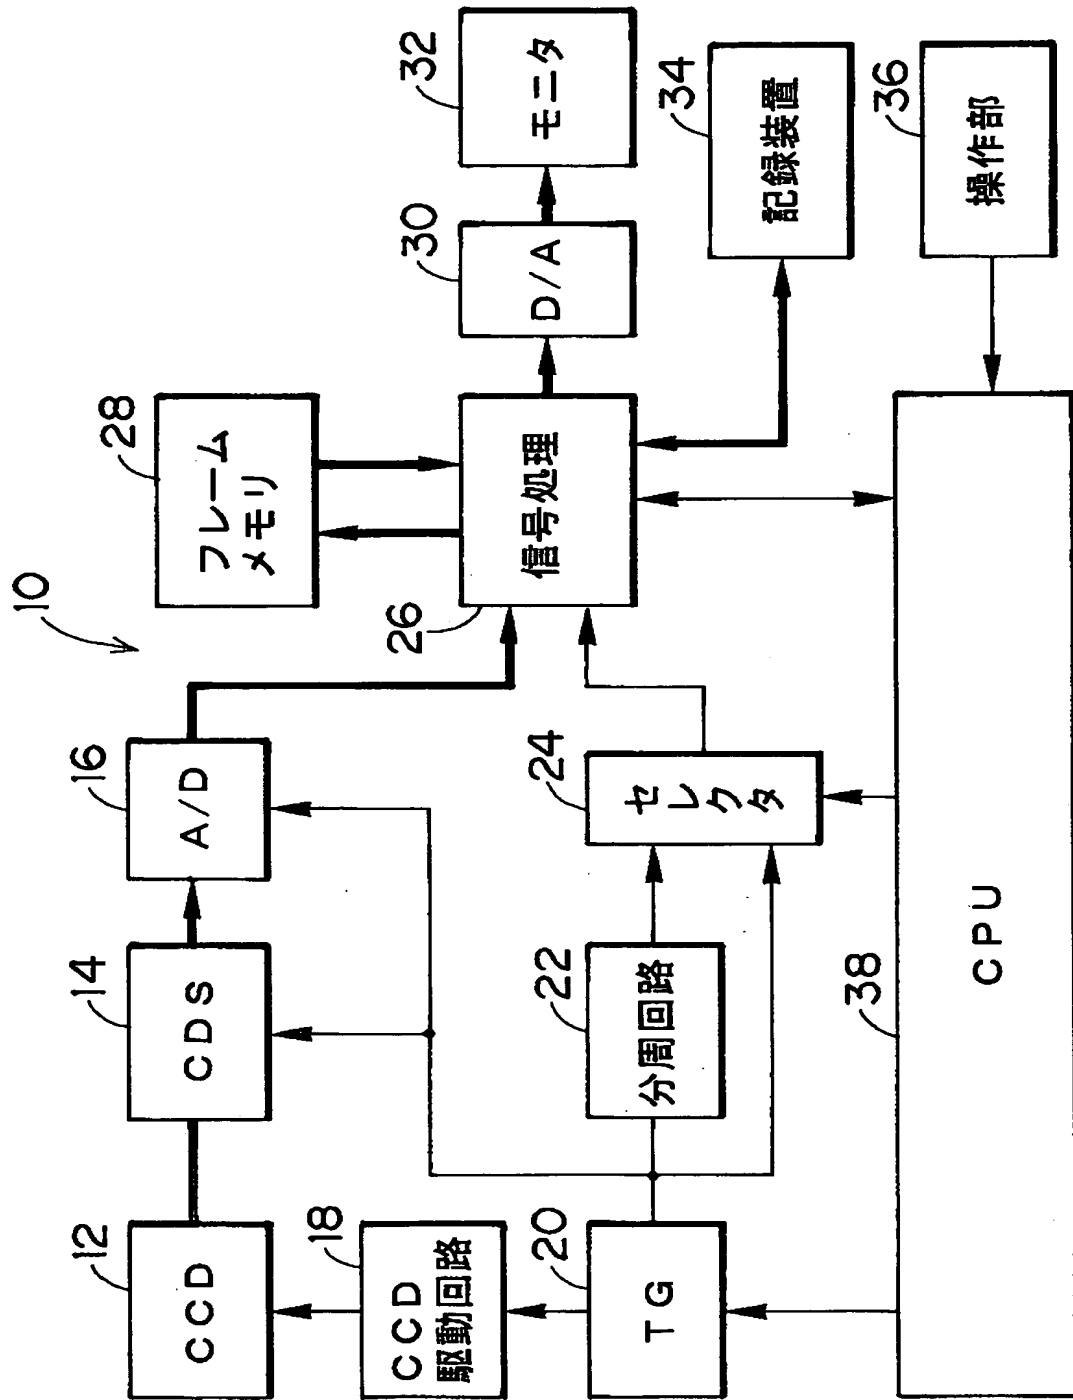 10
12
CCD
14
CDS
16
A/D
28
フレーム
メモリ
18
CCD
駆動回路
26
信号処理
30
D/A
32
モニタ
20
TG
22
分周回路
24
セレクタ
34
記録装置
36
操作部
38
CPU